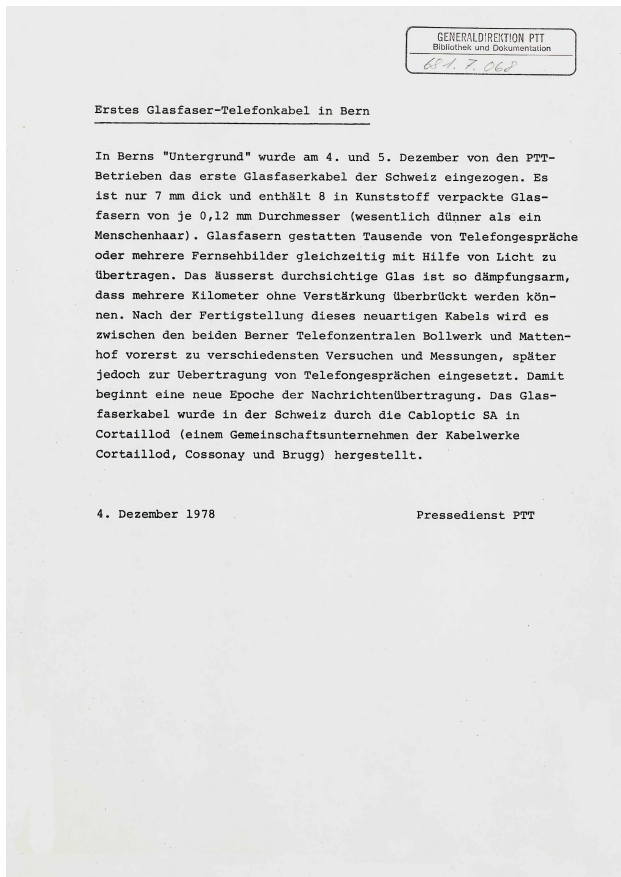 GENERALDIREKTION PTT
Bibliothek und Dokumentation
681.7.068
Erstes Glasfaser-Telefonkabel in Bern
In Berns "Untergrund" wurde am 4. und 5. Dezember von den PTT-
Betrieben das erste Glasfaserkabel der Schweiz eingezogen. Es
ist nur 7 mm dick und enthält 8 in Kunststoff verpackte Glas-
fasern von je 0,12 mm Durchmesser (wesentlich dünner als ein
Menschenhaar). Glasfasern gestatten Tausende von Telefongespräche
oder mehrere Fernsehbilder gleichzeitig mit Hilfe von Licht zu
übertragen. Das äusserst durchsichtige Glas ist so dämpfungsarm,
dass mehrere Kilometer ohne Verstärkung überbrückt werden kön-
nen. Nach der Fertigstellung dieses neuartigen Kabels wird es
zwischen den beiden Berner Telefonzentralen Bollwerk und Matten-
hof vorerst zu verschiedensten Versuchen und Messungen, später
jedoch zur Uebertragung von Telefongesprächen eingesetzt. Damit
beginnt eine neue Epoche der Nachrichtenübertragung. Das Glas-
faserkabel wurde in der Schweiz durch die Cabloptic SA in
Cortaillod (einem Gemeinschaftsunternehmen der Kabelwerke
Cortaillod, Cossonay und Brugg) hergestellt.
4. Dezember 1978 Pressedienst PTT